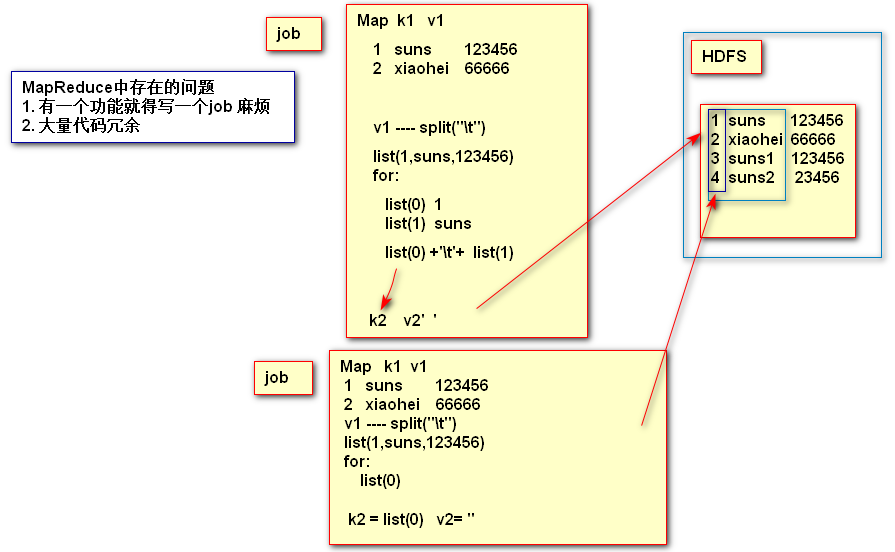 MapReduce中存在的问题
1. 有一个功能就得写一个job 麻烦
2. 大量代码冗余
job
Map k1 v1
1 suns 123456
2 xiaohei 66666
v1 ---- split("\t")
list(1,suns,123456)
for:
list(0) 1
list(1) suns
list(0) +'\t'+ list(1)
k2 v2' '
HDFS
1 suns 123456
2 xiaohei 66666
3 suns1 123456
4 suns2 23456
job
Map k1 v1
1 suns 123456
2 xiaohei 66666
v1 ---- split("\t")
list(1,suns,123456)
for:
list(0)
k2 = list(0) v2= ''